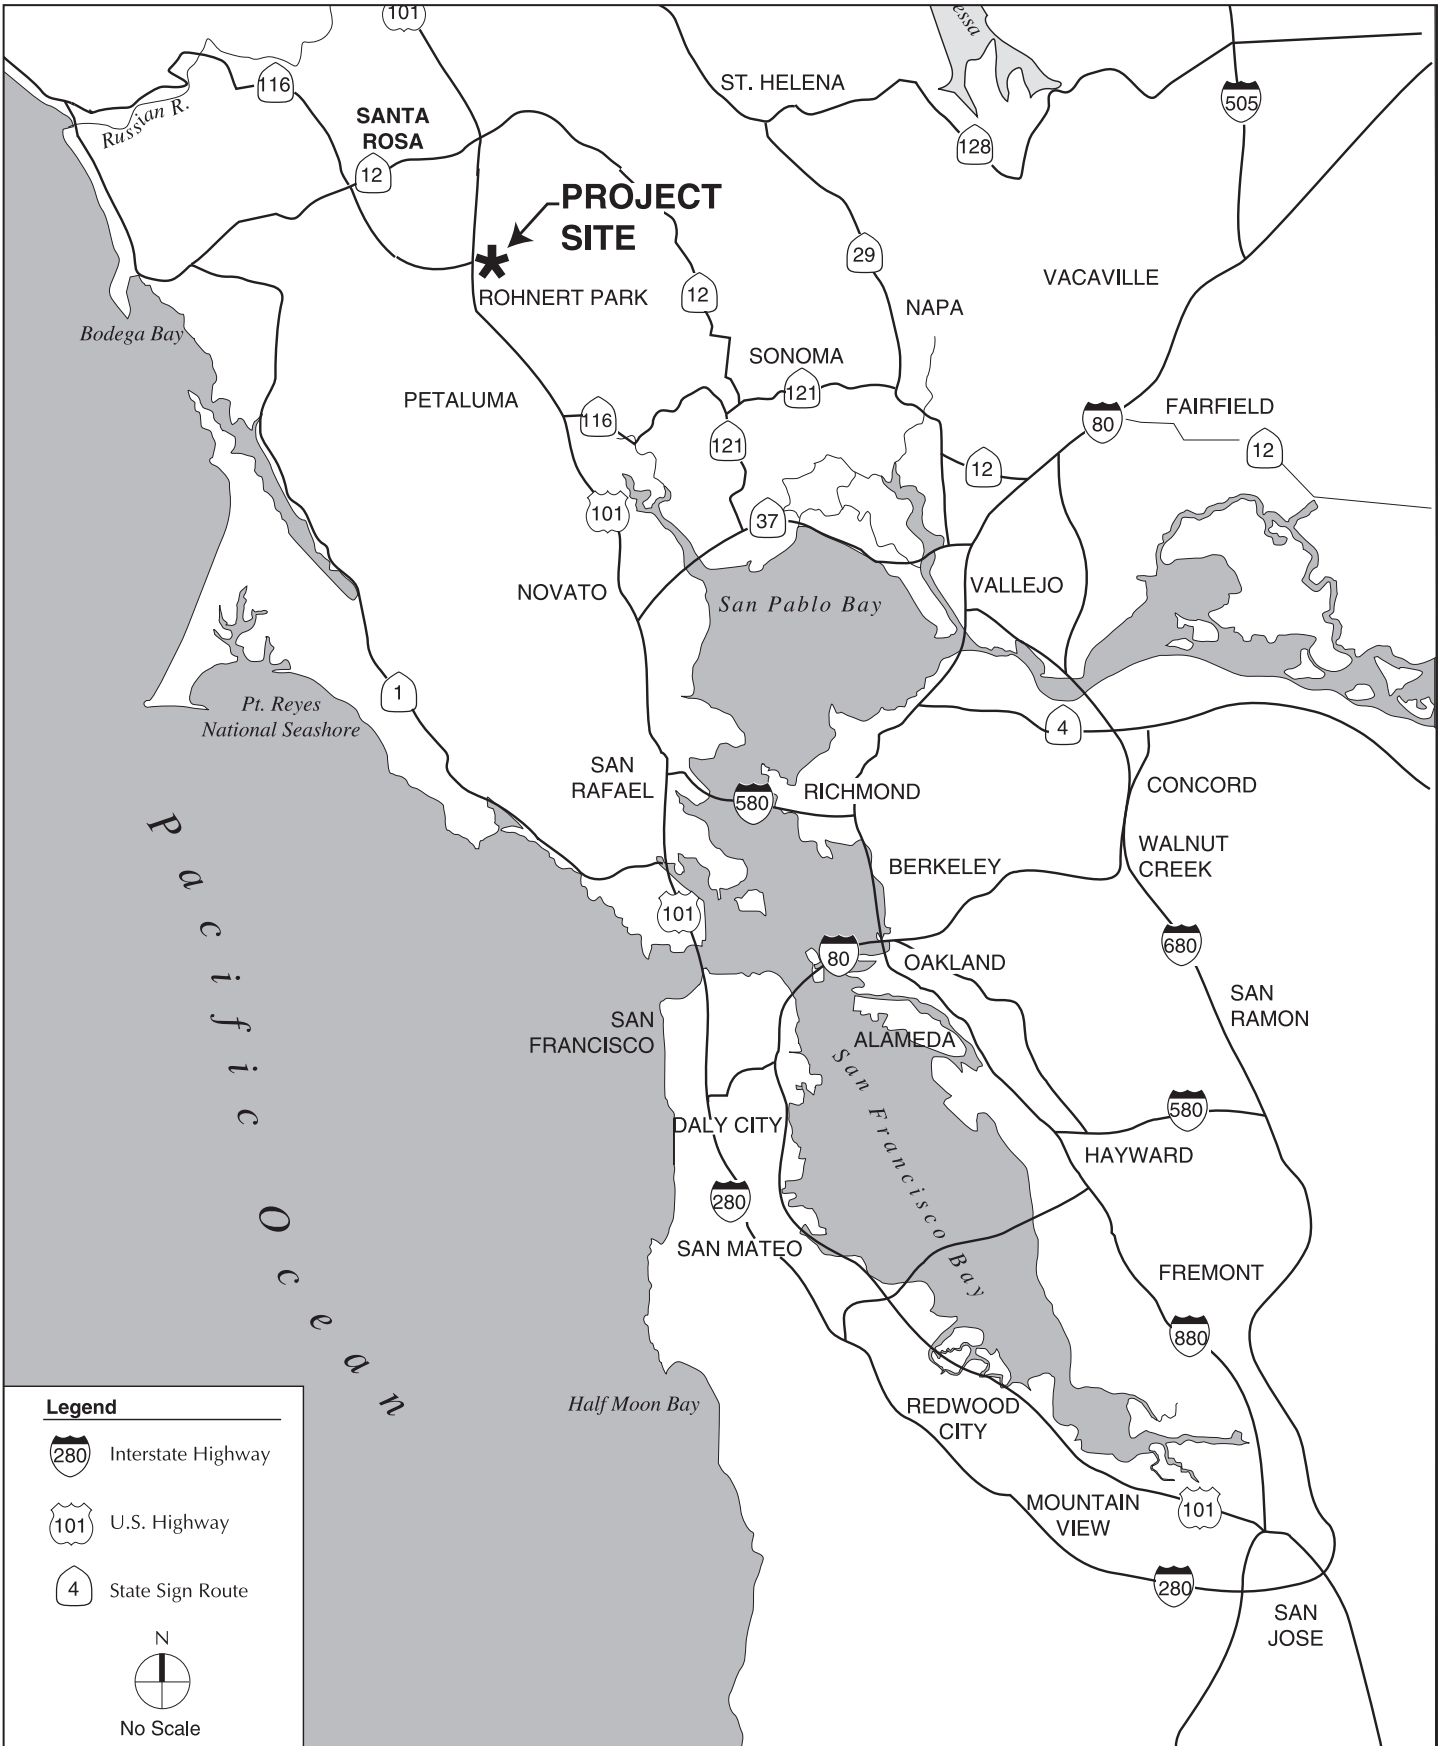 101
essa
116
ST. HELENA
505
Russian R.
SANTA
ROSA
128
12
PROJECT
SITE
29
VACAVILLE
ROHNERT PARK
12
NAPA
Bodega Bay
SONOMA
121
PETALUMA
116
80
FAIRFIELD
121
12
12
101
37
NOVATO
San Pablo Bay
VALLEJO
1
Pt. Reyes
National Seashore
4
SAN
RAFAEL
580
RICHMOND
CONCORD
Pacific Ocean
WALNUT
CREEK
BERKELEY
101
80
680
OAKLAND
SAN
RAMON
SAN
FRANCISCO
ALAMEDA
San Francisco Bay
580
DALY CITY
HAYWARD
280
SAN MATEO
FREMONT
880
Half Moon Bay
REDWOOD
CITY
MOUNTAIN
VIEW
101
280
SAN
JOSE
Legend
280 Interstate Highway
101 U.S. Highway
4 State Sign Route
N
No Scale